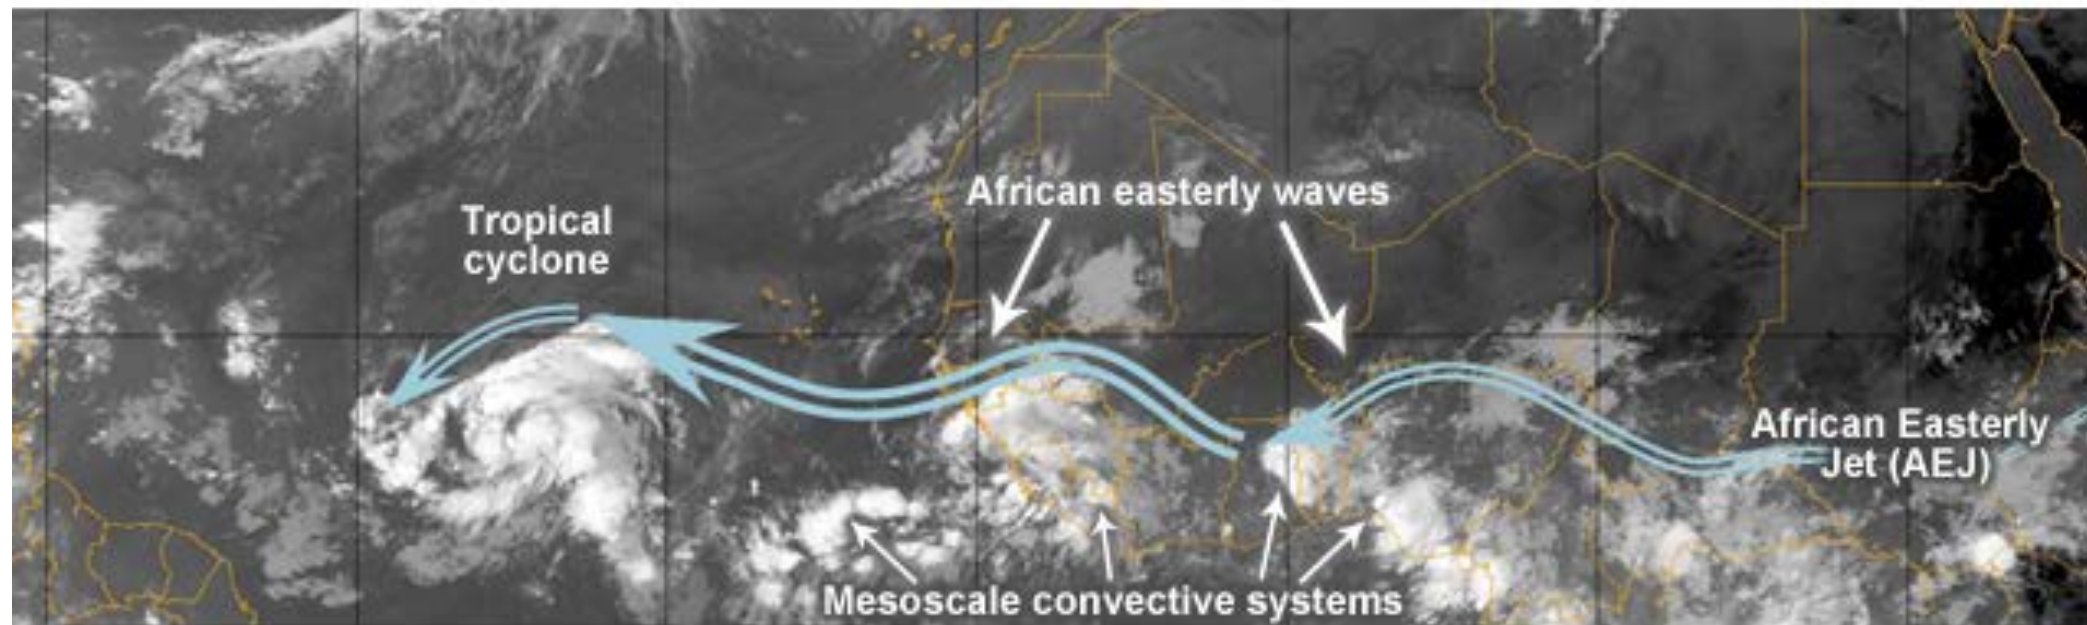 African easterly waves
Tropical
cyclone
African Easterly
Jet (AEJ)
Mesoscale convective systems